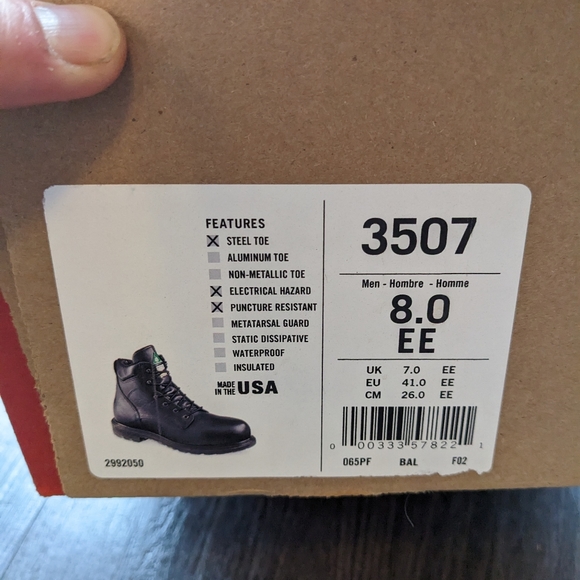 FEATURES
STEEL TOE
ALUMINUM TOE
NON-METALLIC TOE
ELECTRICAL HAZARD
PUNCTURE RESISTANT
METATARSAL GUARD
STATIC DISSIPATIVE
WATERPROOF
INSULATED
MADE IN THE USA
2992050
3507
Men - Hombre - Homme
8.0
EE
UK 7.0 EE
EU 41.0 EE
CM 26.0 EE
0 00333 57822 1
065PF BAL F02